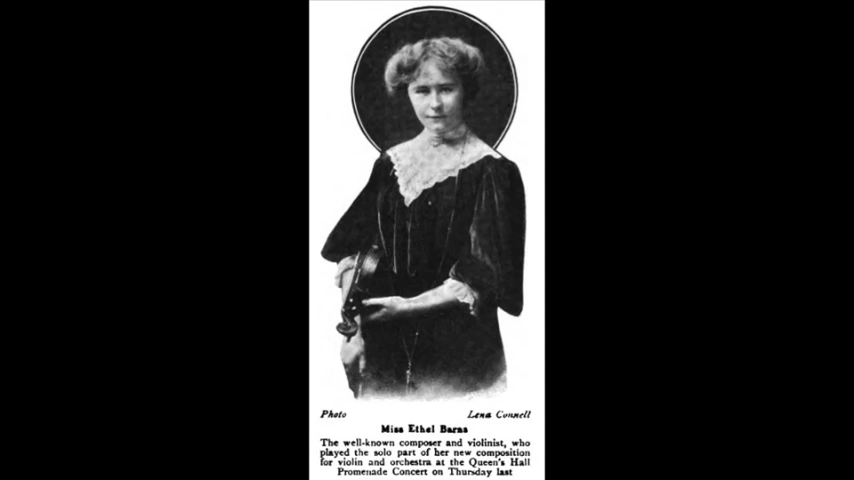 Photo Lena Connell
Miss Ethel Barns
The well-known composer and violinist, who
played the solo part of her new composition
for violin and orchestra at the Queen's Hall
Promenade Concert on Thursday last